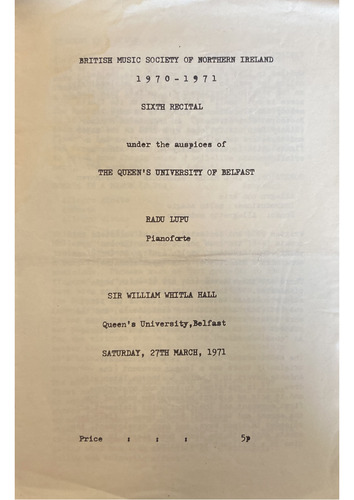 BRITISH MUSIC SOCIETY OF NORTHERN IRELAND
1970-1971
SIXTH RECITAL
under the auspices of
THE QUEEN'S UNIVERSITY OF BELFAST
RADU LUPU
Pianoforte
SIR WILLIAM WHITLA HALL
Queen's University,Belfast
SATURDAY, 27TH MARCH, 1971
Price : : : 5p